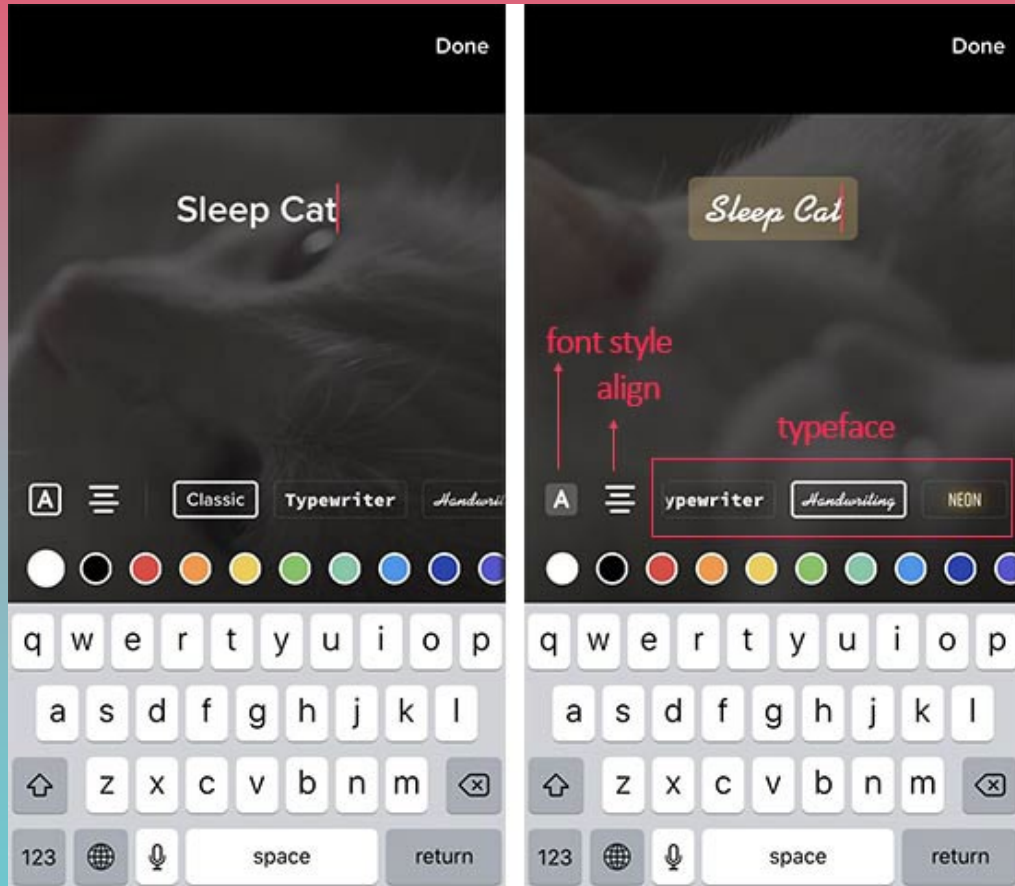 Done
Sleep Cat
A
Classic Typewriter Handwriti
q w e r t y u i o p
a s d f g h j k l
z x c v b n m
123 space return
Done
Sleep Cat
font style
align
typeface
A
ypewriter Handwriting NEON
q w e r t y u i o p
a s d f g h j k l
z x c v b n m
123 space return